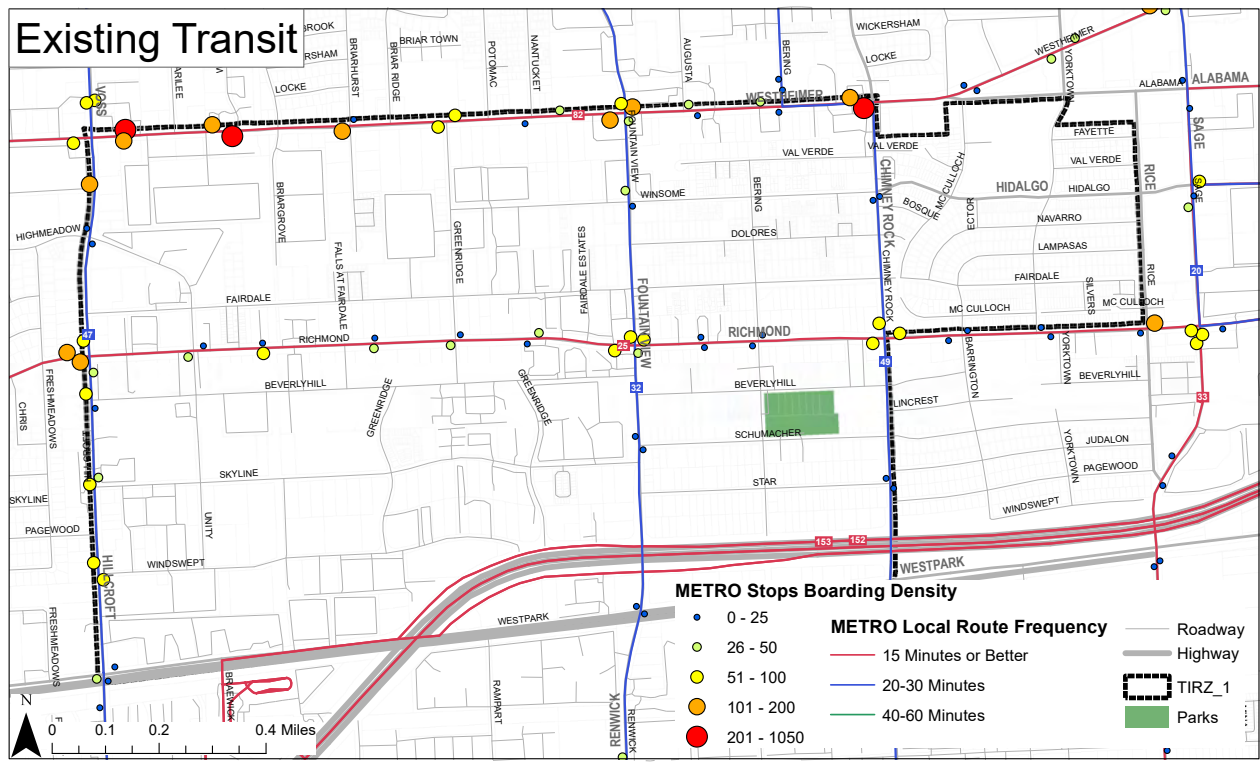 Existing Transit
BROOK
RSHAM
BRIAR TOWN
WICKERSHAM
LOCKE
WESTHEIMER
YORKTOWN
ALABAMA
ALABAMA
VOSS
BRIARHURST
BRIAR RIDGE
POTOMAC
NANTUCKET
AUGUSTA
BERING
LOCKE
WESTHEIMER
82
FOUNTAIN VIEW
VAL VERDE
VAL VERDE
FAYETTE
VAL VERDE
SAGE
RICE
HIDALGO
HIDALGO
SAGE
BRIARGROVE
WINSOME
BERING
CHIMNEY ROCK
BOSQUE
MC CULLOCH
ECTOR
NAVARRO
HIGHMEADOW
GREENRIDGE
FAIRDALE ESTATES
DOLORES
LAMPASAS
FALLS AT FAIRDALE
CHIMNEY ROCK
FAIRDALE
SILVERS
RICE
20
FAIRDALE
FOUNTAIN VIEW
MC CULLOCH
MC CULLOCH
47
RICHMOND
RICHMOND
25
49
BARRINGTON
YORKTOWN
BEVERLYHILL
FRESHMEADOWS
CHRIS
BEVERLYHILL
GREENRIDGE
GREENRIDGE
32
BEVERLYHILL
LINCREST
33
SCHUMACHER
YORKTOWN
JUDALON
PAGEWOOD
SKYLINE
SKYLINE
STAR
WINDSWEPT
PAGEWOOD
UNITY
WINDSWEPT
HILLCROFT
153
152
WESTPARK
FRESHMEADOWS
WESTPARK
RAMPART
RENWICK
RENWICK
N
0 0.1 0.2 0.4 Miles
METRO Stops Boarding Density
0 - 25
26 - 50
51 - 100
101 - 200
201 - 1050
METRO Local Route Frequency
15 Minutes or Better
20-30 Minutes
40-60 Minutes
Roadway
Highway
TIRZ_1
Parks